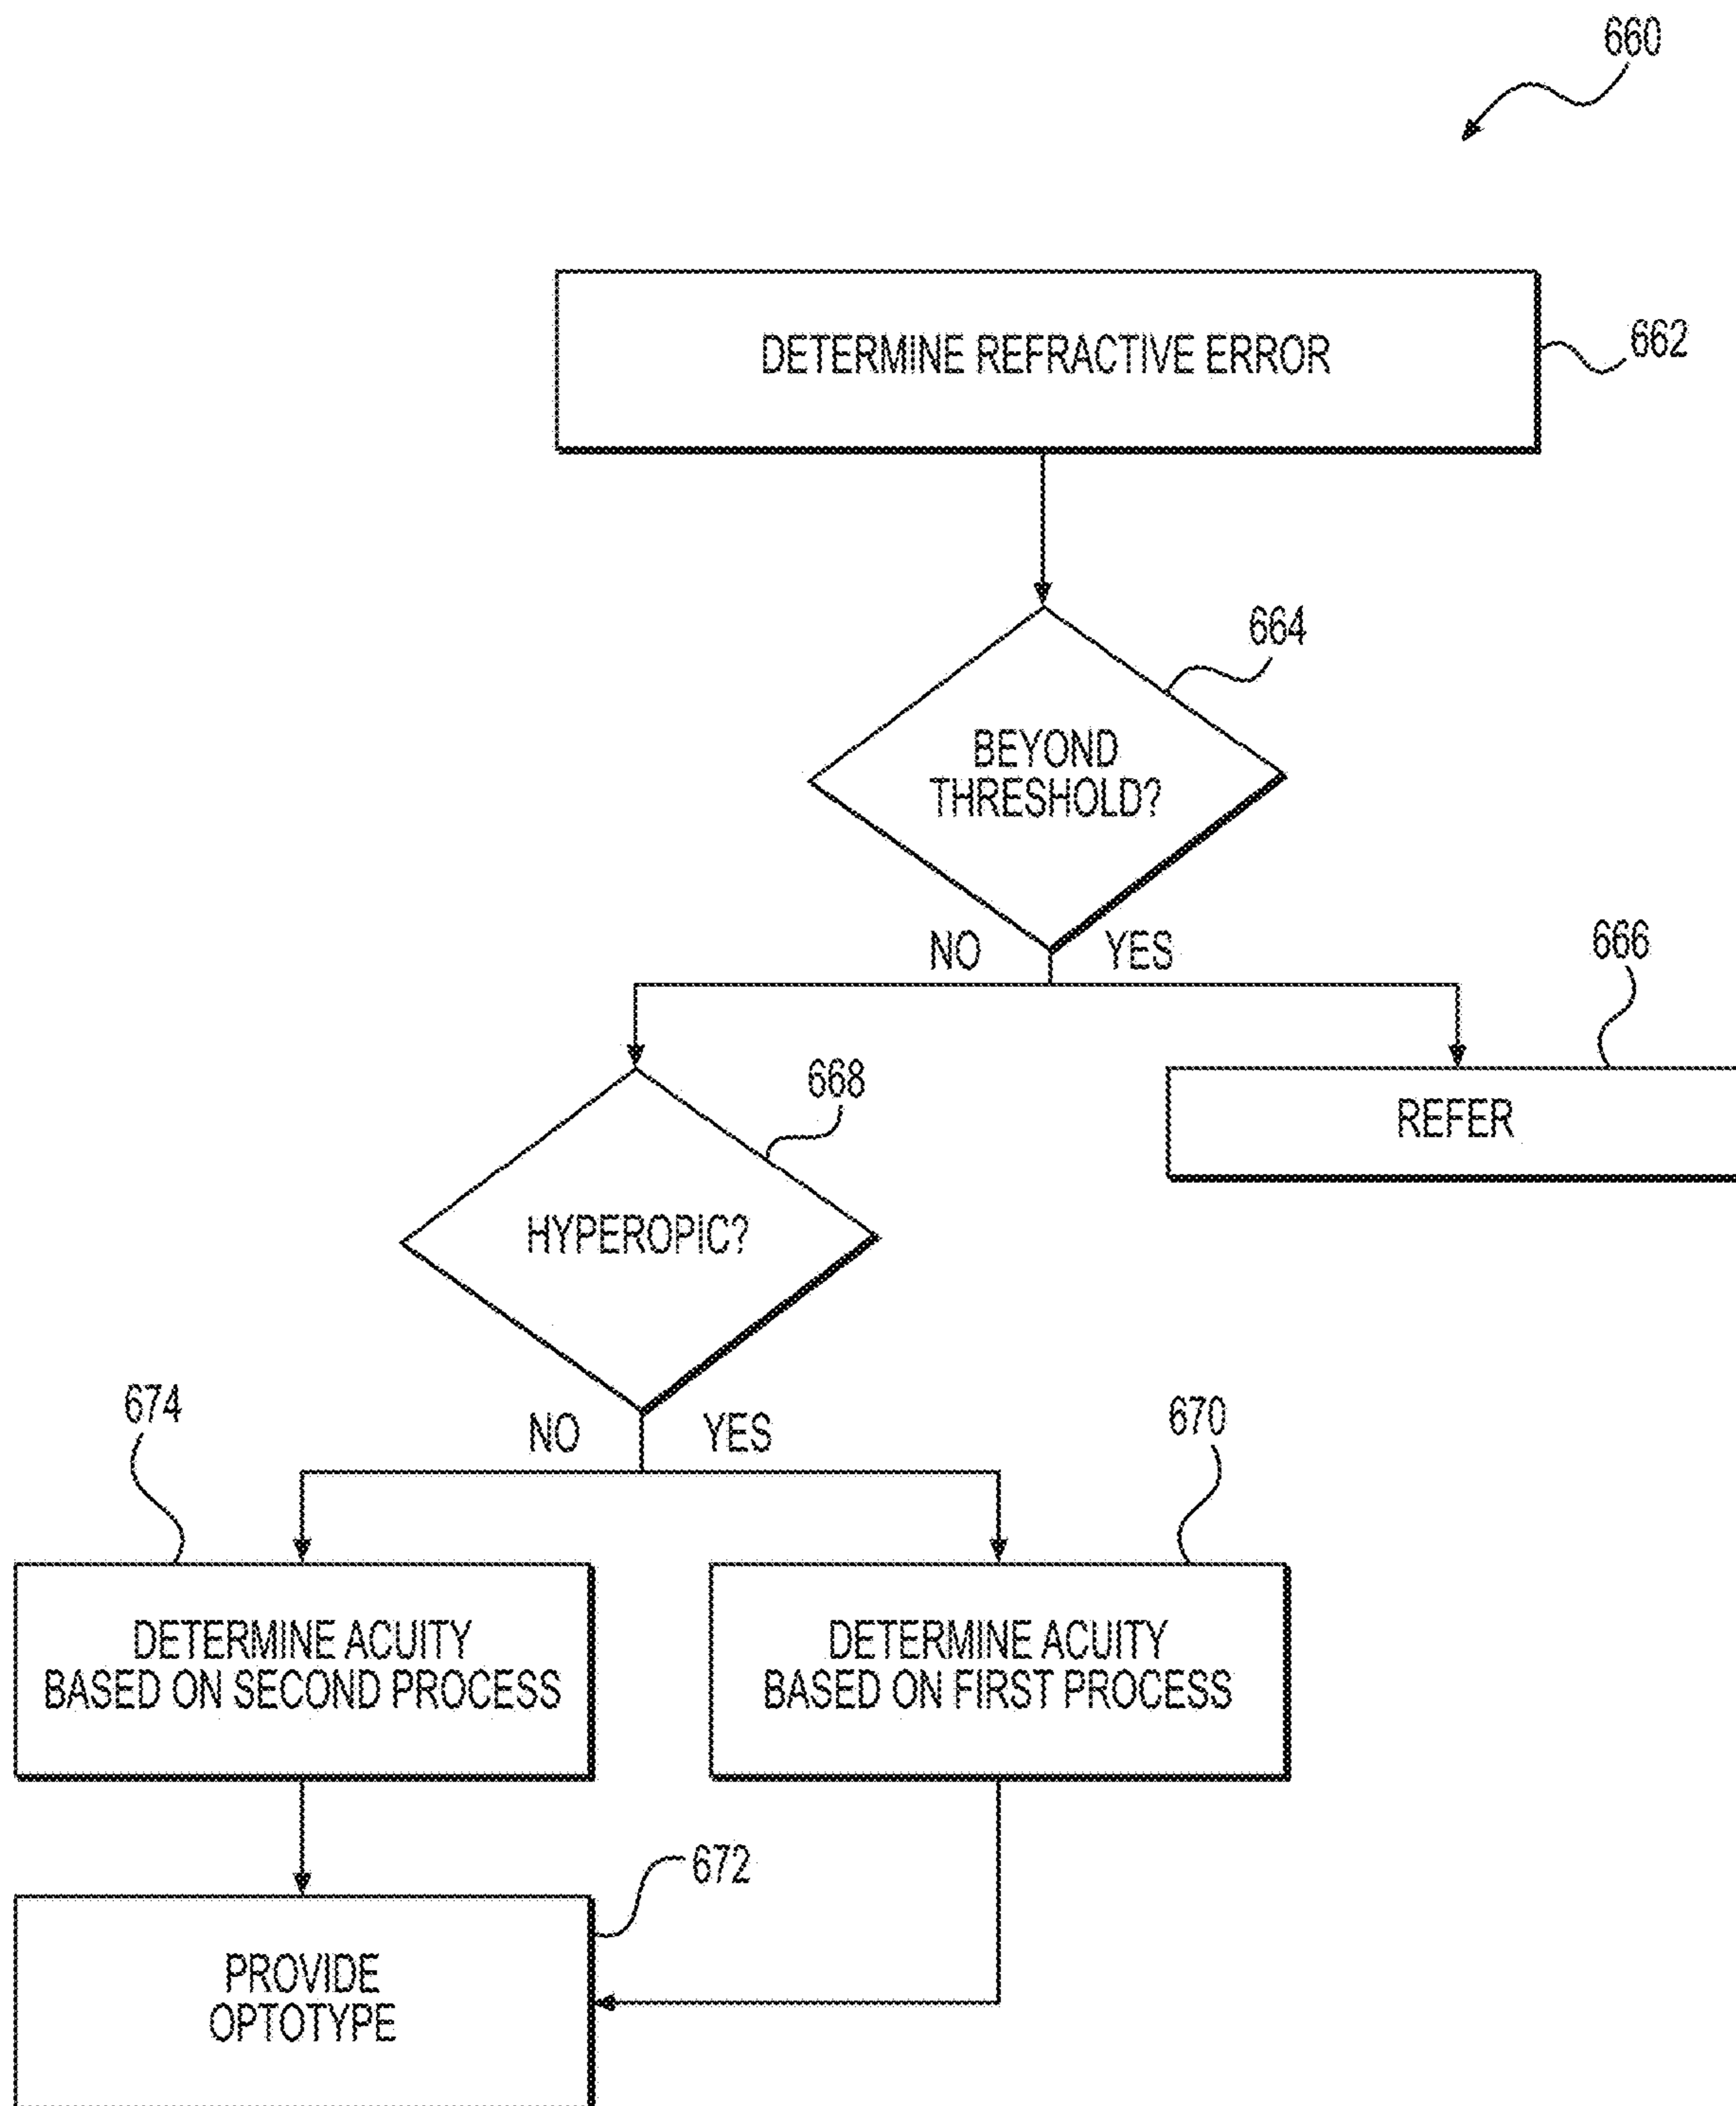 660
DETERMINE REFRACTIVE ERROR
662
664
BEYOND
THRESHOLD?
NO
YES
666
REFER
668
HYPEROPIC?
NO
YES
674
670
DETERMINE ACUITY
BASED ON SECOND PROCESS
DETERMINE ACUITY
BASED ON FIRST PROCESS
672
PROVIDE
OPTOTYPE